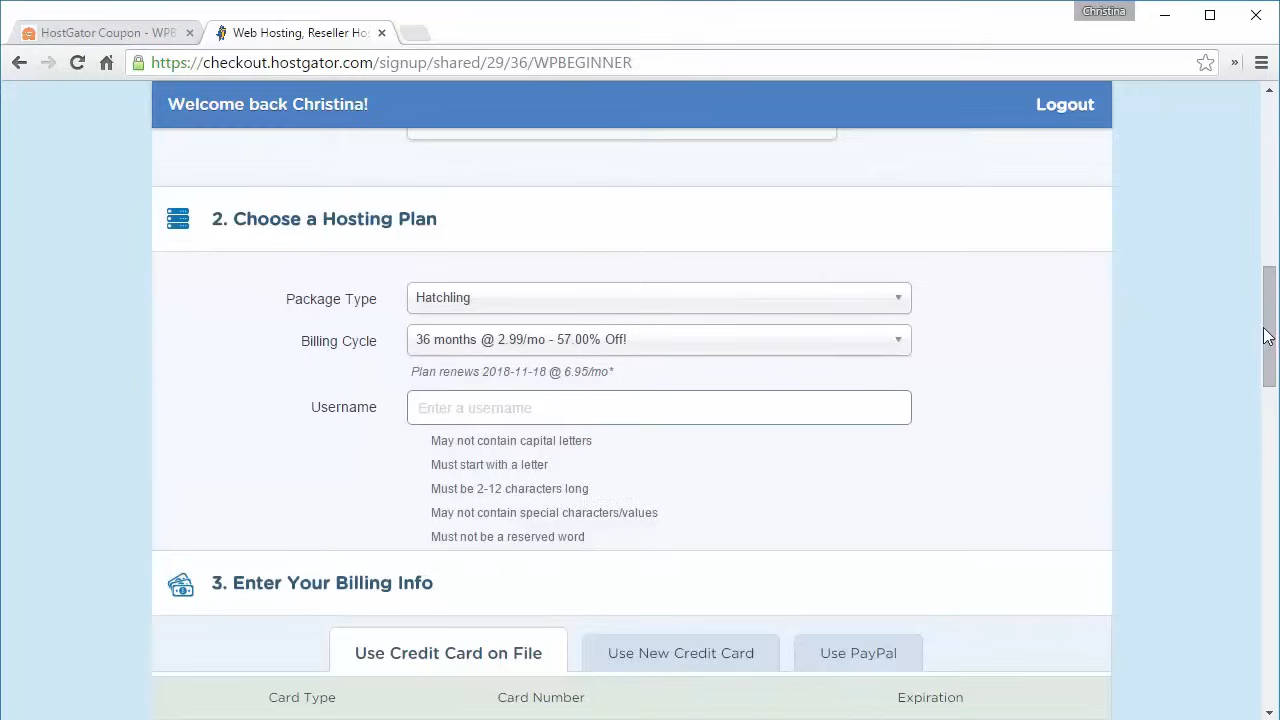 Christina
HostGator Coupon - WPB
Web Hosting, Reseller Ho
https://checkout.hostgator.com/signup/shared/29/36/WPBEGINNER
Welcome back Christina!
Logout
2. Choose a Hosting Plan
Package Type
Hatchling
Billing Cycle
36 months @ 2.99/mo - 57.00% Off!
Plan renews 2018-11-18 @ 6.95/mo*
Username
Enter a username
May not contain capital letters
Must start with a letter
Must be 2-12 characters long
May not contain special characters/values
Must not be a reserved word
3. Enter Your Billing Info
Use Credit Card on File
Use New Credit Card
Use PayPal
Card Type
Card Number
Expiration